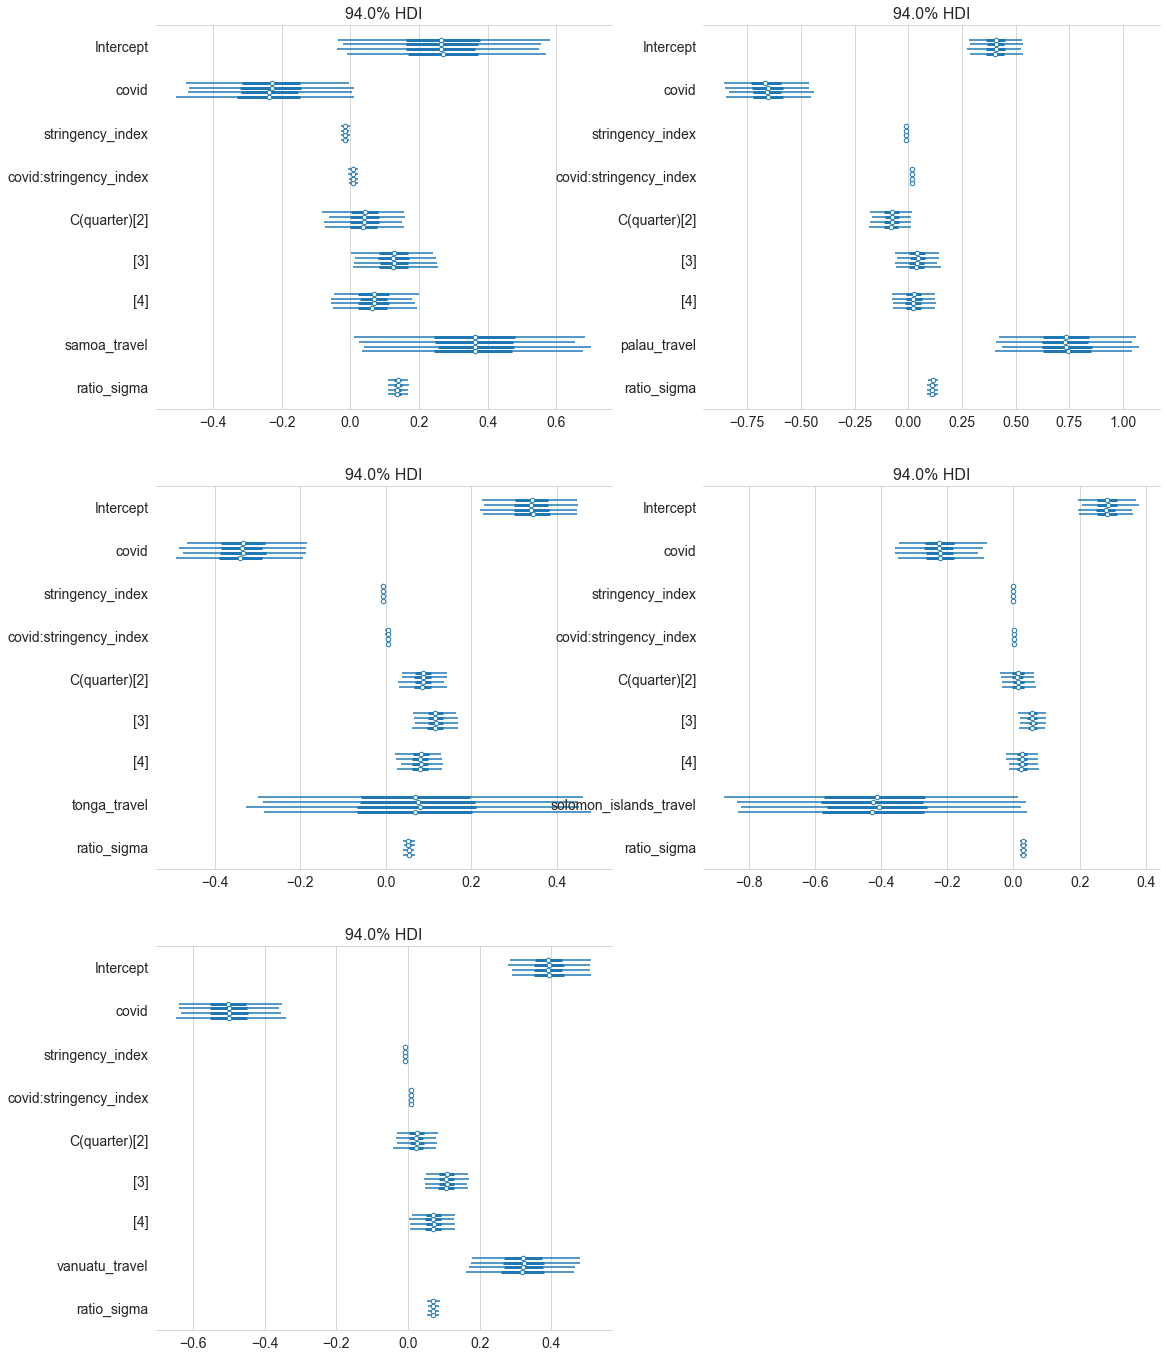 94.0% HDI
Intercept
covid
stringency_index
covid:stringency_index
C(quarter)[2]
[3]
[4]
samoa_travel
ratio_sigma
−0.4 −0.2 0.0 0.2 0.4 0.6
94.0% HDI
Intercept
covid
stringency_index
covid:stringency_index
C(quarter)[2]
[3]
[4]
palau_travel
ratio_sigma
−0.75 −0.50 −0.25 0.00 0.25 0.50 0.75 1.00
94.0% HDI
Intercept
covid
stringency_index
covid:stringency_index
C(quarter)[2]
[3]
[4]
tonga_travel
ratio_sigma
−0.4 −0.2 0.0 0.2 0.4
94.0% HDI
Intercept
covid
stringency_index
covid:stringency_index
C(quarter)[2]
[3]
[4]
solomon_islands_travel
ratio_sigma
−0.8 −0.6 −0.4 −0.2 0.0 0.2 0.4
94.0% HDI
Intercept
covid
stringency_index
covid:stringency_index
C(quarter)[2]
[3]
[4]
vanuatu_travel
ratio_sigma
−0.6 −0.4 −0.2 0.0 0.2 0.4